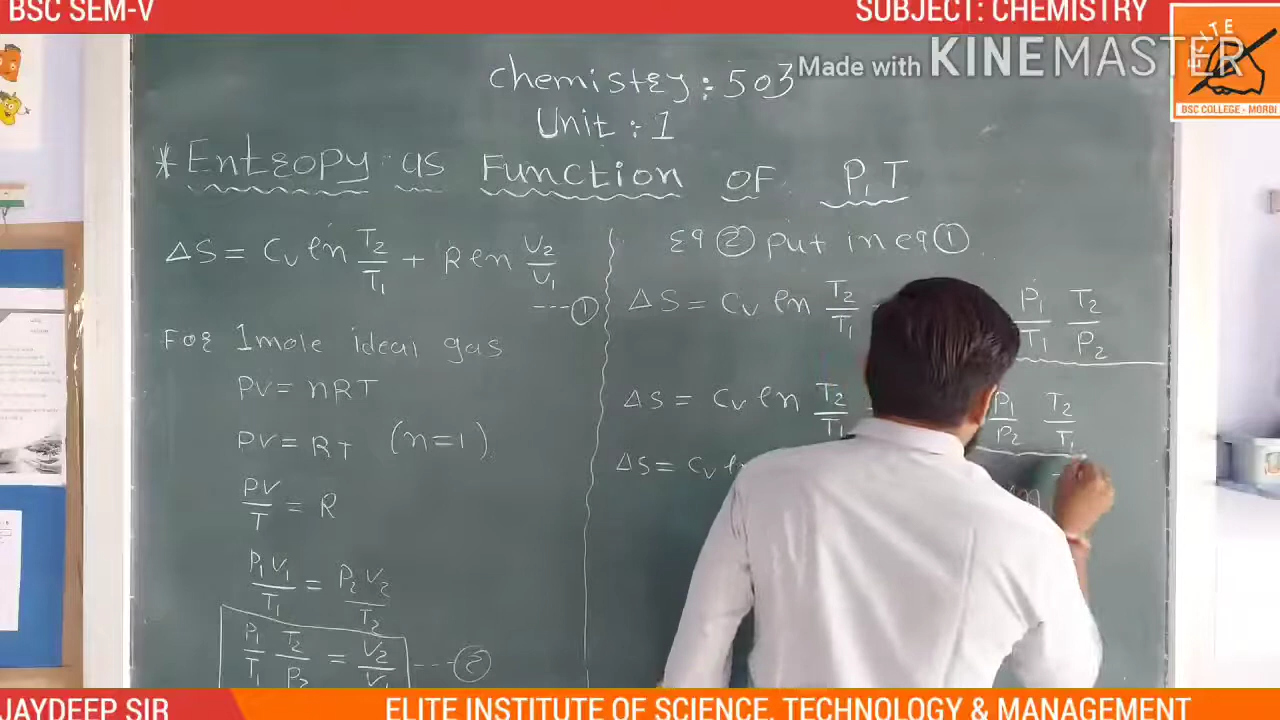 BSC SEM-V
SUBJECT: CHEMISTRY
Made with KINEMASTER
ELITE
BSC COLLEGE - MORBI
Chemistry : 503
Unit : 1
* Entropy as Function OF P, T
ΔS = Cv ln T2/T1 + R ln V2/V1
---- ①
For 1 mole ideal gas
PV = nRT
PV = RT (n=1)
PV/T = R
P1V1/T1 = P2V2/T2
P1/T1 T2/P2 = V2/V1 ---- ②
Eq ② put in eq ①
ΔS = Cv ln T2/T1 P1/T1 T2/P2
ΔS = Cv ln T2/T1 P1/P2 T2/T1
ΔS = Cv
JAYDEEP SIR
ELITE INSTITUTE OF SCIENCE, TECHNOLOGY & MANAGEMENT